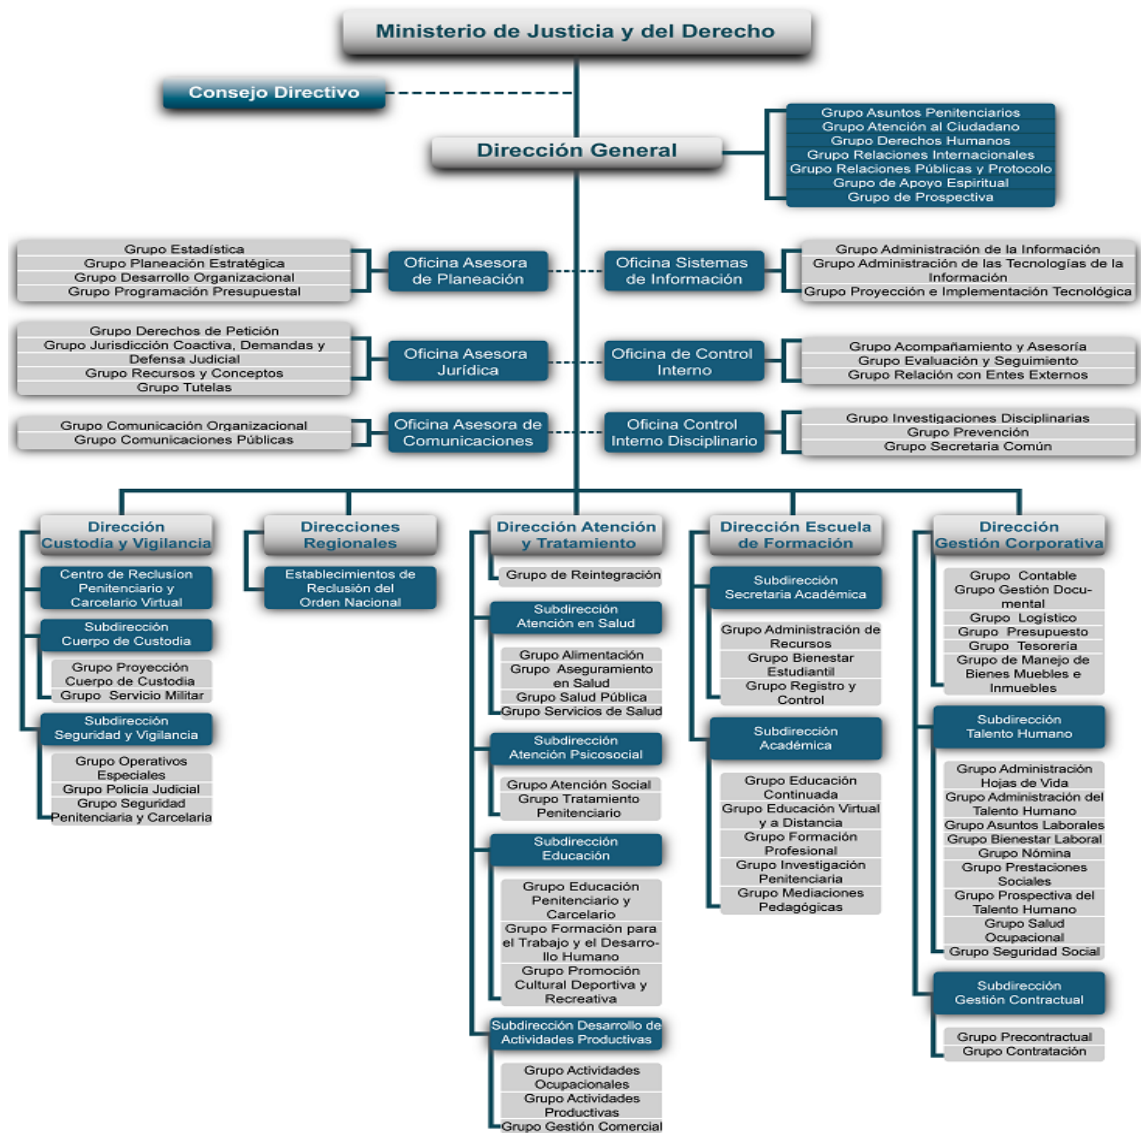 Ministerio de Justicia y del Derecho
Consejo Directivo
Dirección General
Grupo Asuntos Penitenciarios
Grupo Atención al Ciudadano
Grupo Derechos Humanos
Grupo Relaciones Internacionales
Grupo Relaciones Públicas y Protocolo
Grupo de Apoyo Espiritual
Grupo de Prospectiva
Grupo Estadística
Grupo Planeación Estratégica
Grupo Desarrollo Organizacional
Grupo Programación Presupuestal
Oficina Asesora
de Planeación
Oficina Sistemas
de Información
Grupo Administración de la Información
Grupo Administración de las Tecnologías de la
Información
Grupo Proyección e Implementación Tecnológica
Grupo Derechos de Petición
Grupo Jurisdicción Coactiva, Demandas y
Defensa Judicial
Grupo Recursos y Conceptos
Grupo Tutelas
Oficina Asesora
Jurídica
Oficina de Control
Interno
Grupo Acompañamiento y Asesoría
Grupo Evaluación y Seguimiento
Grupo Relación con Entes Externos
Grupo Comunicación Organizacional
Grupo Comunicaciones Públicas
Oficina Asesora de
Comunicaciones
Oficina Control
Interno Disciplinario
Grupo Investigaciones Disciplinarias
Grupo Prevención
Grupo Secretaria Común
Dirección
Custodía y Vigilancia
Centro de Reclusíon
Penitenciario y
Carcelario Virtual
Subdirección
Cuerpo de Custodia
Grupo Proyección
Cuerpo de Custodia
Grupo Servicio Militar
Subdirección
Seguridad y Vigilancia
Grupo Operativos
Especiales
Grupo Policía Judicial
Grupo Seguridad
Penitenciaria y Carcelaria
Direcciones
Regionales
Establecimientos de
Reclusión del
Orden Nacional
Dirección Atención
y Tratamiento
Grupo de Reintegración
Subdirección
Atención en Salud
Grupo Alimentación
Grupo Aseguramiento
en Salud
Grupo Salud Pública
Grupo Servicios de Salud
Subdirección
Atención Psicosocial
Grupo Atención Social
Grupo Tratamiento
Penitenciario
Subdirección
Educación
Grupo Educación
Penitenciario y
Carcelario
Grupo Formación para
el Trabajo y el Desarro-
llo Humano
Grupo Promoción
Cultural Deportiva y
Recreativa
Subdirección Desarrollo de
Actividades Productivas
Grupo Actividades
Ocupacionales
Grupo Actividades
Productivas
Grupo Gestión Comercial
Dirección Escuela
de Formación
Subdirección
Secretaria Académica
Grupo Administración de
Recursos
Grupo Bienestar
Estudiantil
Grupo Registro y
Control
Subdirección
Académica
Grupo Educación
Continuada
Grupo Educación Virtual
y a Distancia
Grupo Formación
Profesional
Grupo Investigación
Penitenciaria
Grupo Mediaciones
Pedagógicas
Dirección
Gestión Corporativa
Grupo Contable
Grupo Gestión Docu-
mental
Grupo Logístico
Grupo Presupuesto
Grupo Tesorería
Grupo de Manejo de
Bienes Muebles e
Inmuebles
Subdirección
Talento Humano
Grupo Administración
Hojas de Vida
Grupo Administración del
Talento Humano
Grupo Asuntos Laborales
Grupo Bienestar Laboral
Grupo Nómina
Grupo Prestaciones
Sociales
Grupo Prospectiva del
Talento Humano
Grupo Salud
Ocupacional
Grupo Seguridad Social
Subdirección
Gestión Contractual
Grupo Precontractual
Grupo Contratación